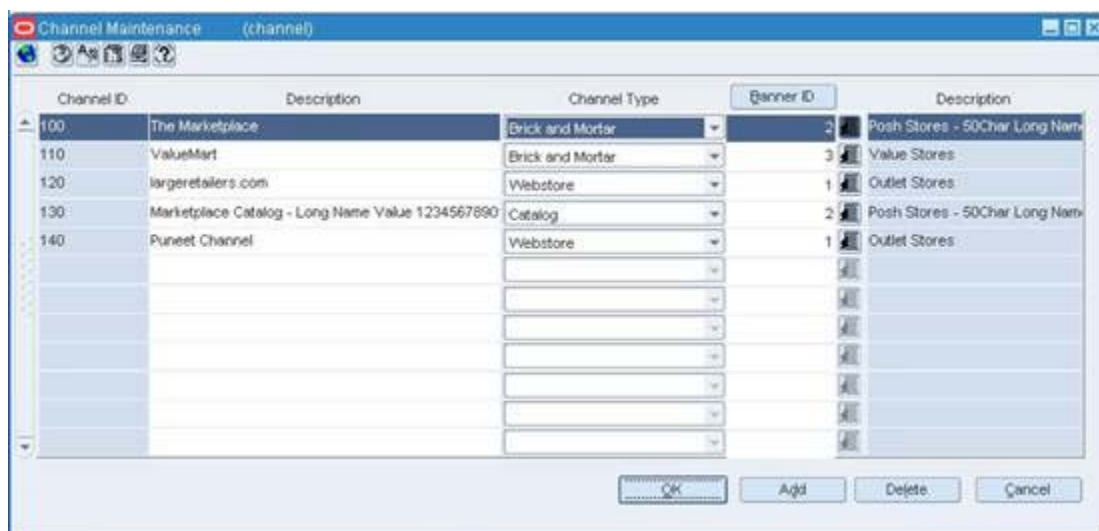 Channel Maintenance (channel)
Channel ID Description Channel Type Banner ID Description
100 The Marketplace Brick and Mortar 2 Posh Stores - 50Char Long Nam
110 ValueMart Brick and Mortar 3 Value Stores
120 largeretailers.com Webstore 1 Outlet Stores
130 Marketplace Catalog - Long Name Value 1234567890 Catalog 2 Posh Stores - 50Char Long Nam
140 Puneet Channel Webstore 1 Outlet Stores
OK Add Delete Cancel